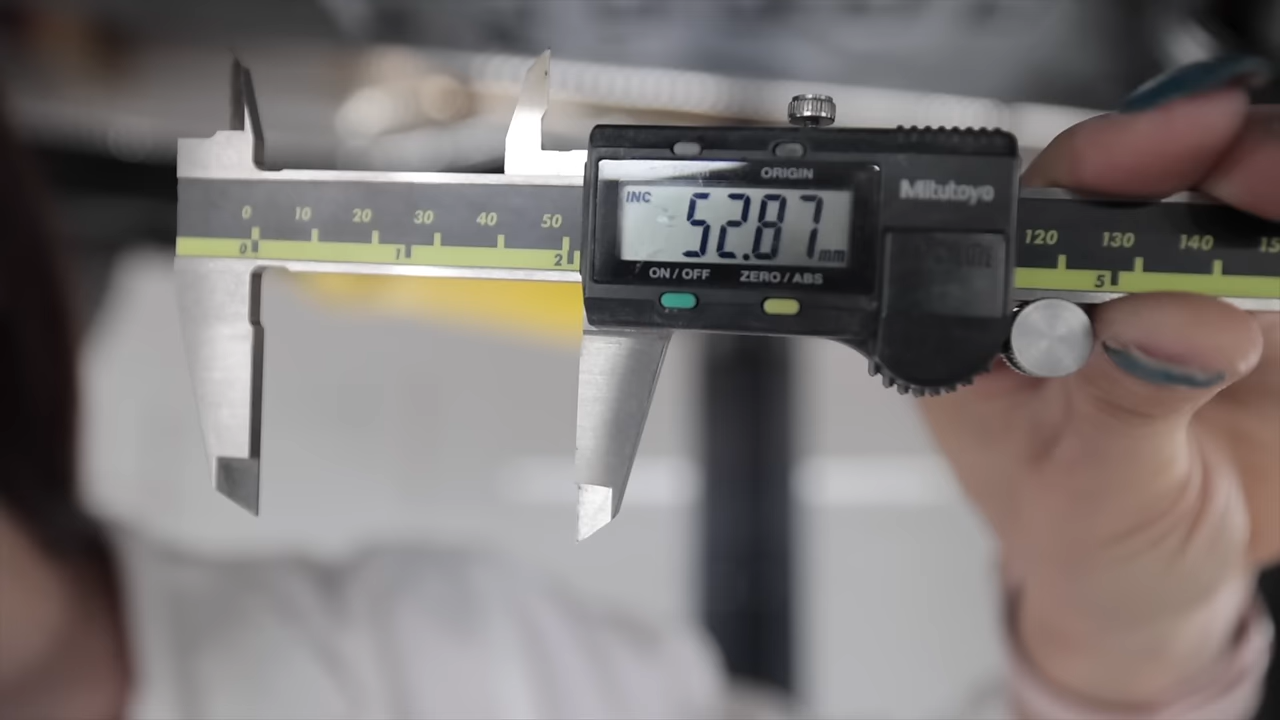 ORIGIN
Mitutoyo
INC 52.87 mm
0 10 20 30 40 50 120 130 140 15
0 1 2 5
ON / OFF ZERO / ABS